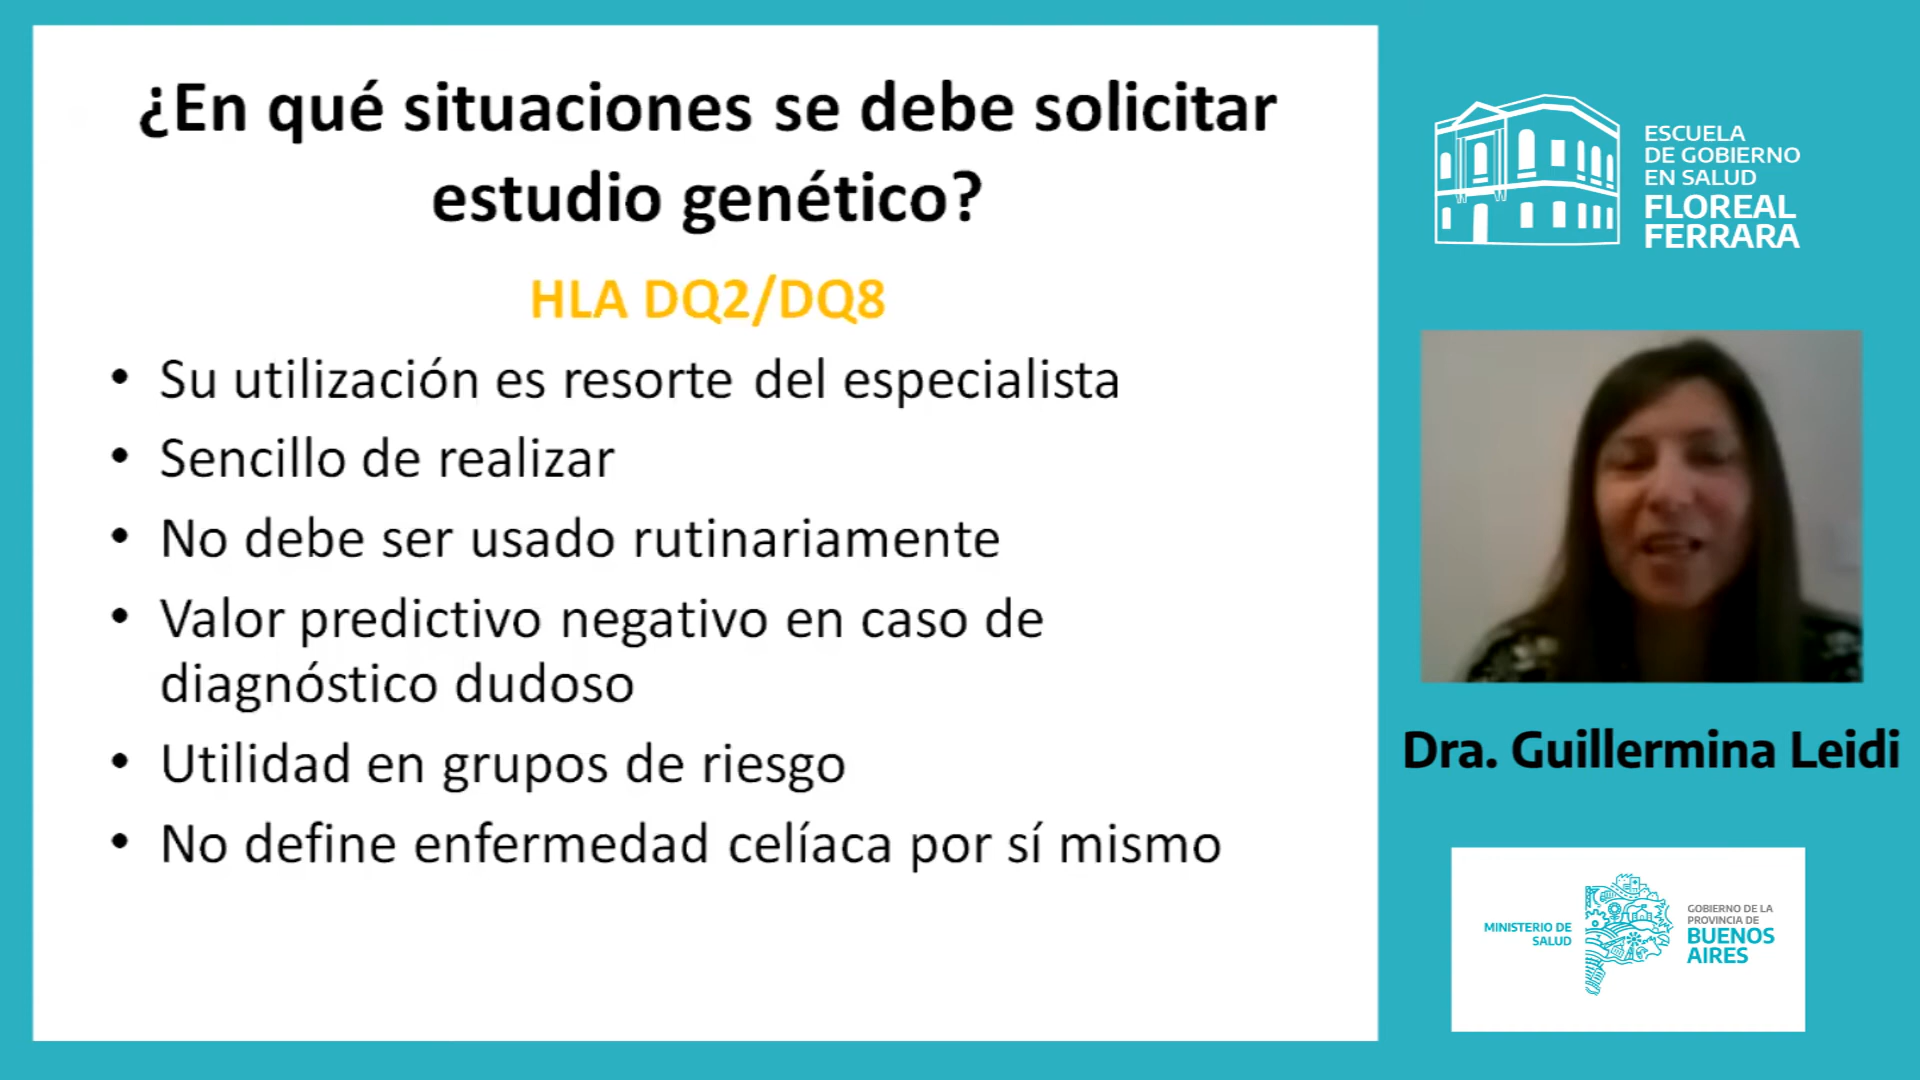 ¿En qué situaciones se debe solicitar
estudio genético?
HLA DQ2/DQ8
• Su utilización es resorte del especialista
• Sencillo de realizar
• No debe ser usado rutinariamente
• Valor predictivo negativo en caso de
diagnóstico dudoso
• Utilidad en grupos de riesgo
• No define enfermedad celíaca por sí mismo
ESCUELA
DE GOBIERNO
EN SALUD
FLOREAL
FERRARA
Dra. Guillermina Leidi
MINISTERIO DE
SALUD
GOBIERNO DE LA
PROVINCIA DE
BUENOS
AIRES